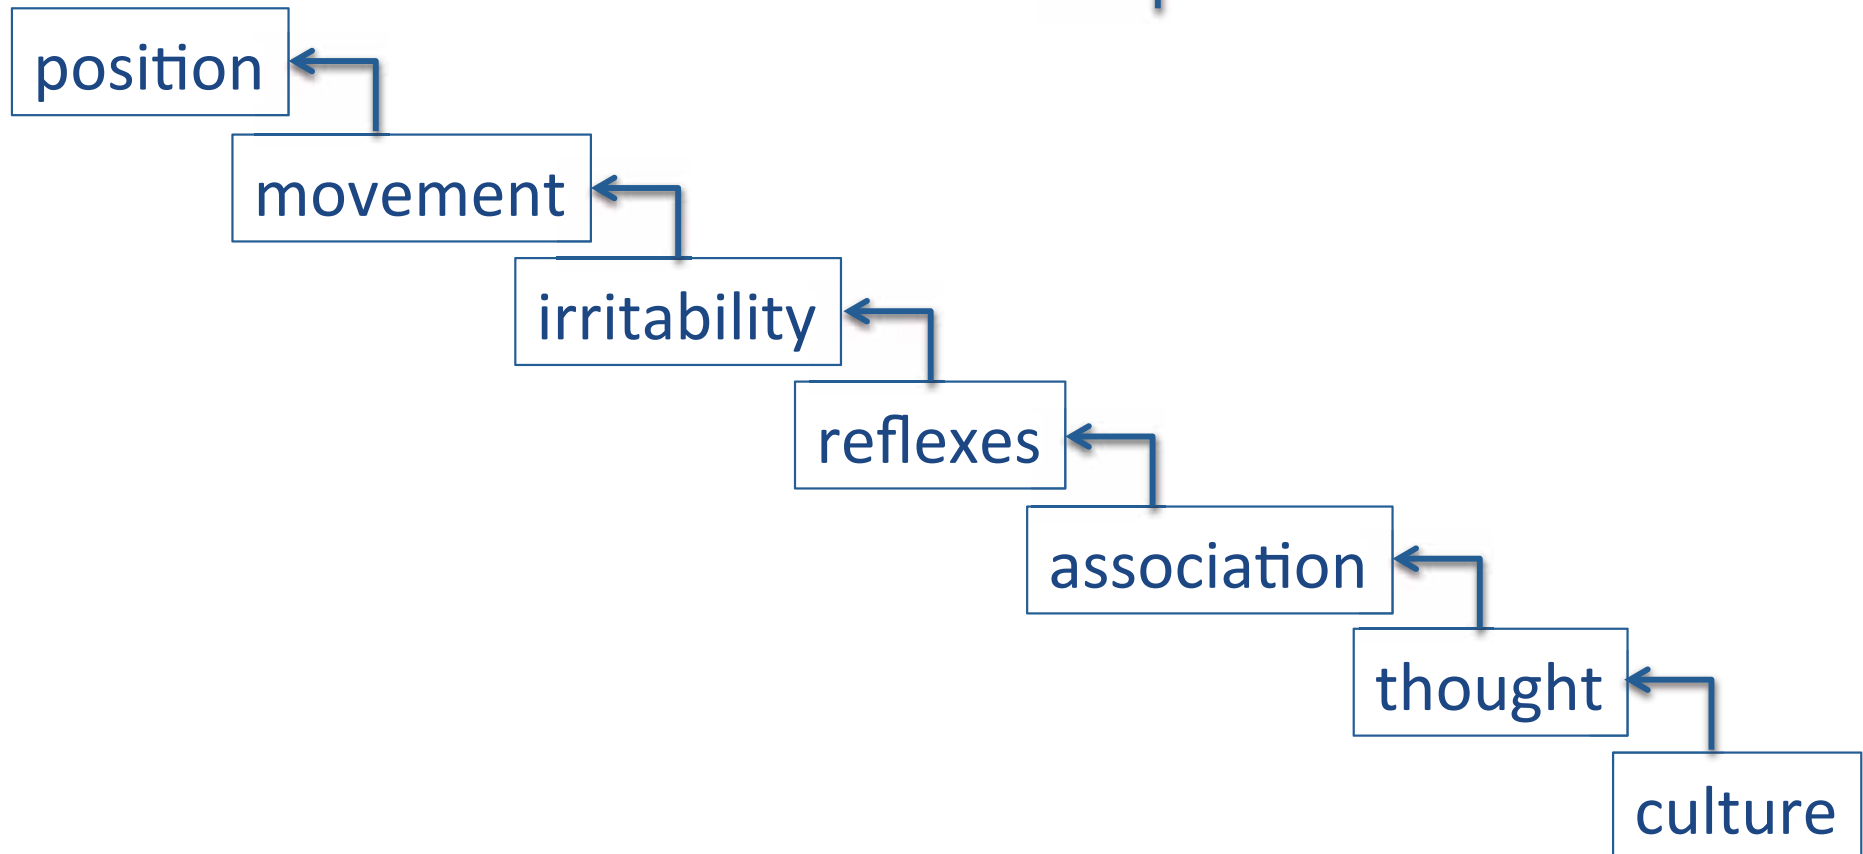 position
movement
irritability
reflexes
association
thought
culture